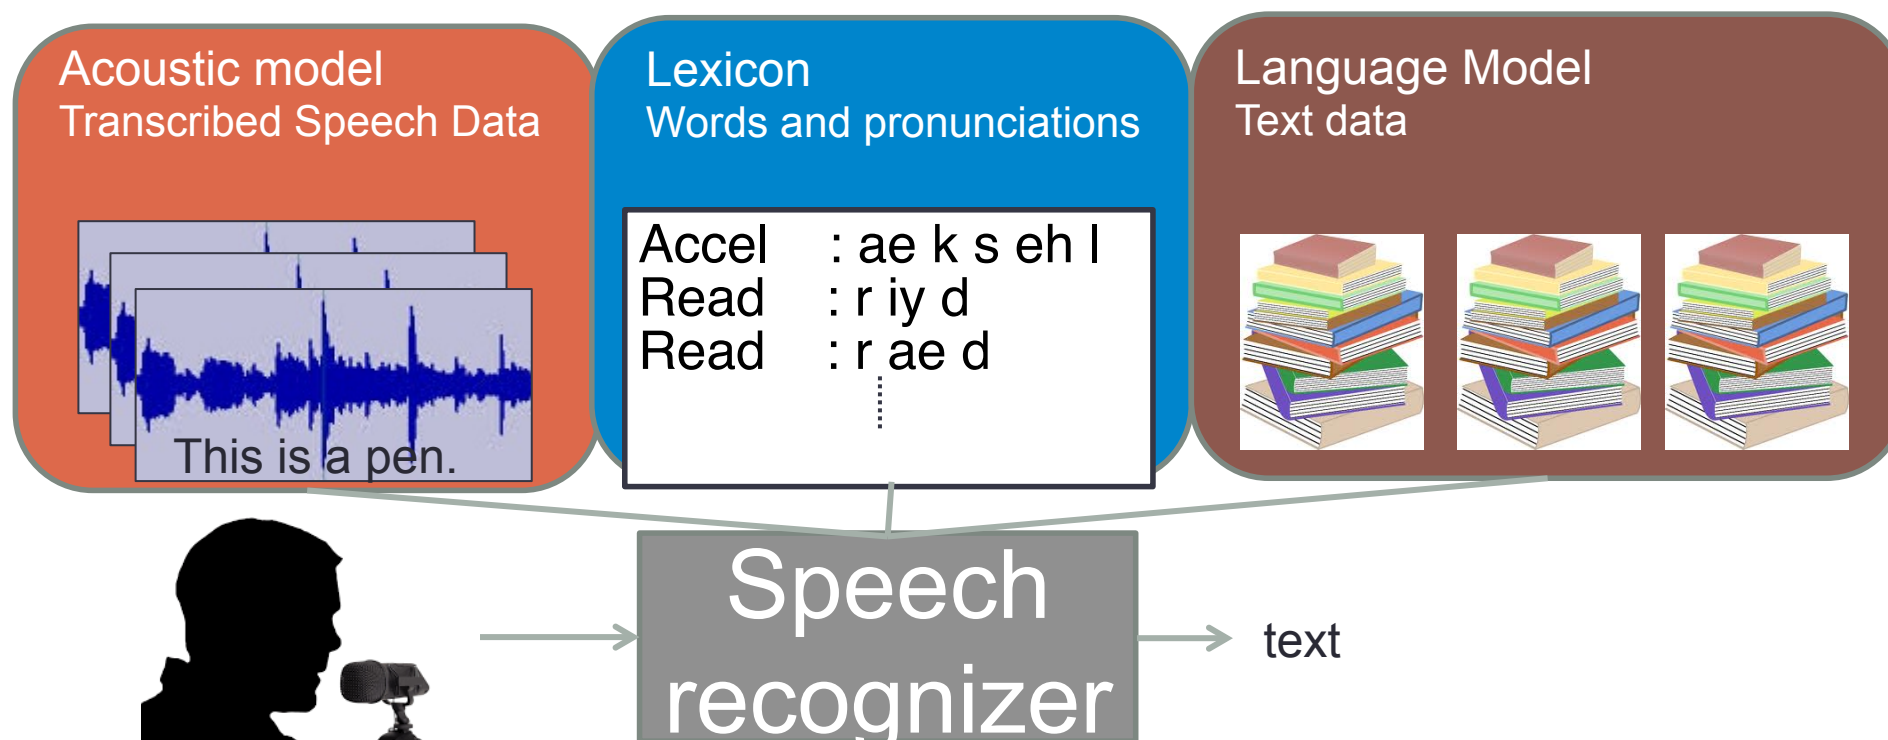 Acoustic model
Transcribed Speech Data
This is a pen.
Lexicon
Words and pronunciations
Accel : ae k s eh l
Read : r iy d
Read : r ae d
Language Model
Text data
Speech
recognizer
text